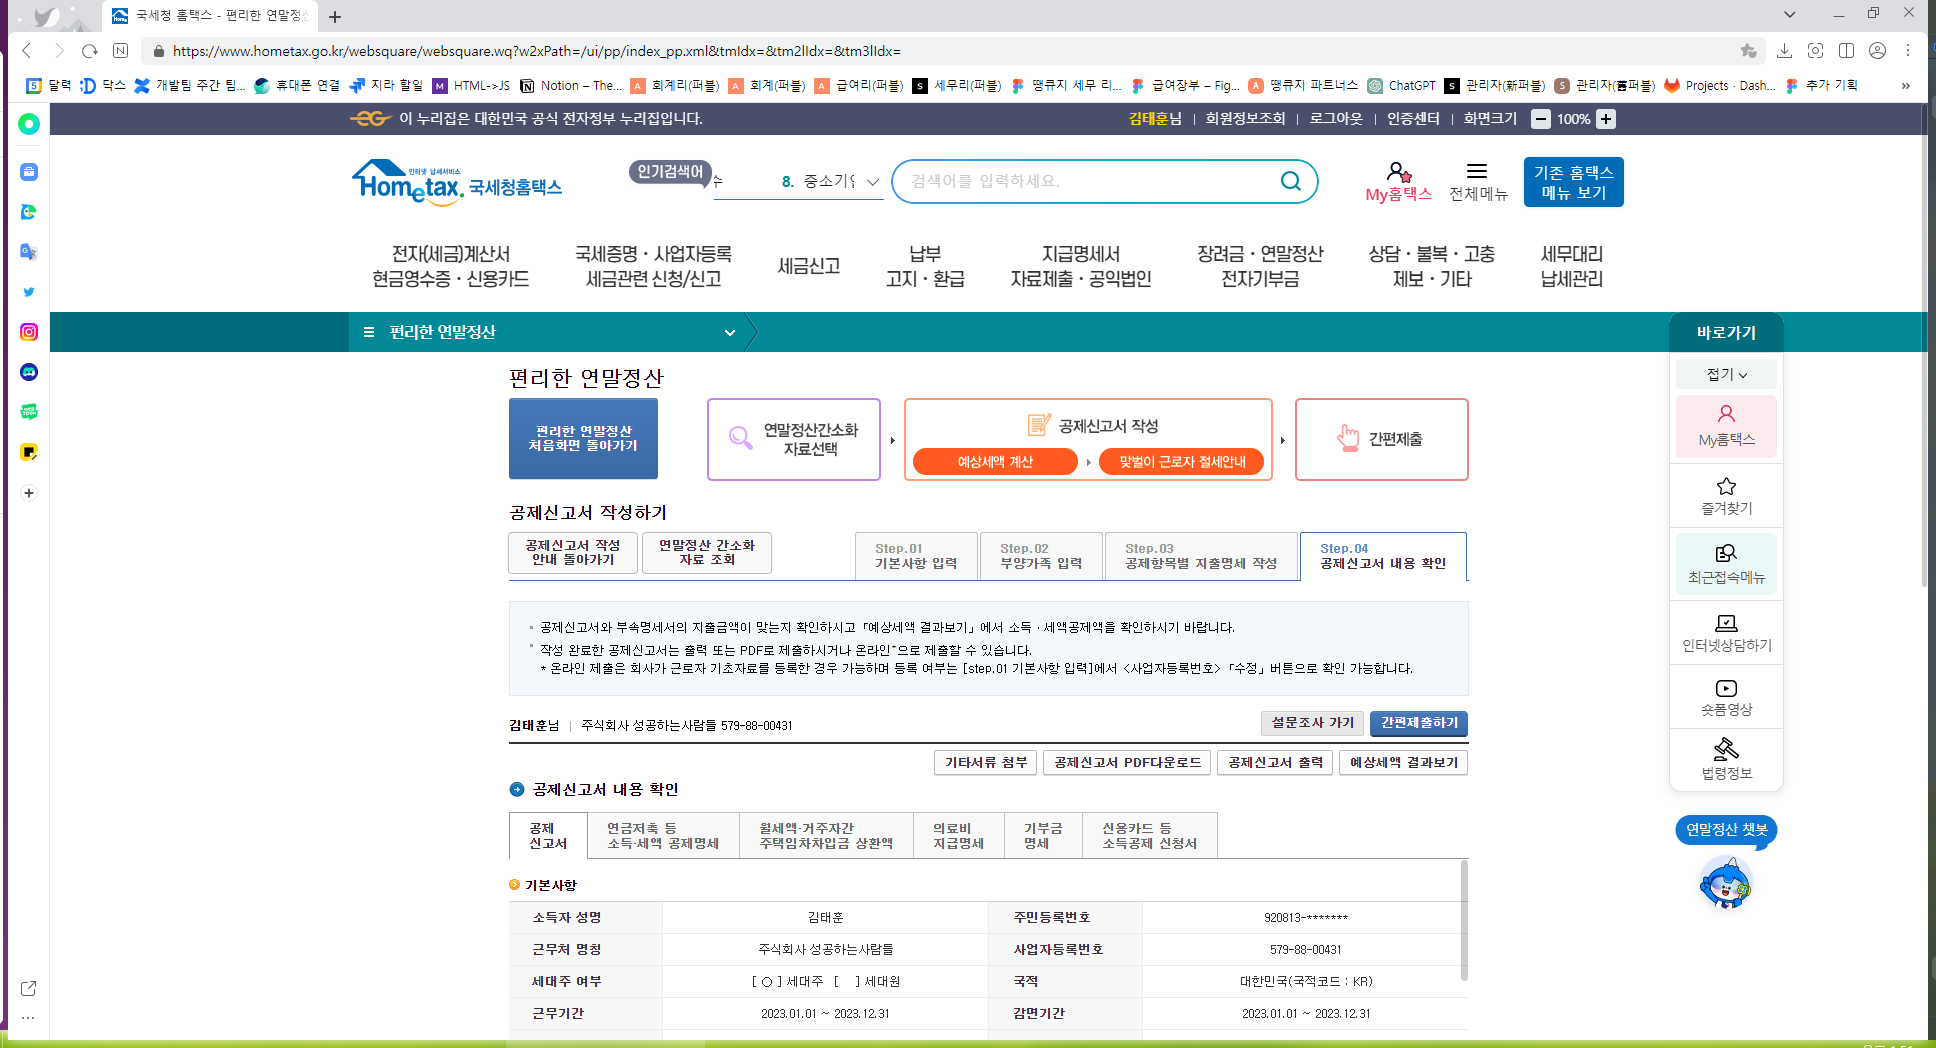 국세청 홈택스 - 편리한 연말정산
https://www.hometax.go.kr/websquare/websquare.wq?w2xPath=/ui/pp/index_pp.xml&tmIdx=&tm2lIdx=&tm3lIdx=
달력 닥스 개발팀 주간 팀... 휴대폰 연결 지라 할일 HTML->JS Notion – The... 회계리(퍼블) 회계(퍼블) 급여리(퍼블) 세무리(퍼블) 땡큐지 세무 리... 급여장부 – Fig... 땡큐지 파트너스 ChatGPT 관리자(新퍼블) 관리자(舊퍼블) Projects · Dash... 추가 기획 »
이 누리집은 대한민국 공식 전자정부 누리집입니다.
김태훈님 | 회원정보조회 | 로그아웃 | 인증센터 | 화면크기 100%
인터넷 납세서비스
Hometax. 국세청홈택스
인기검색어
8. 중소기업
검색어를 입력하세요.
My홈택스
전체메뉴
기존 홈택스
메뉴 보기
전자(세금)계산서
현금영수증·신용카드
국세증명·사업자등록
세금관련 신청/신고
세금신고
납부
고지·환급
지급명세서
자료제출·공익법인
장려금·연말정산
전자기부금
상담·불복·고충
제보·기타
세무대리
납세관리
편리한 연말정산
바로가기
접기
My홈택스
즐겨찾기
최근접속메뉴
인터넷상담하기
숏폼영상
법령정보
연말정산 챗봇
편리한 연말정산
편리한 연말정산
처음화면 돌아가기
연말정산간소화
자료선택
공제신고서 작성
예상세액 계산
맞벌이 근로자 절세안내
간편제출
공제신고서 작성하기
공제신고서 작성
안내 돌아가기
연말정산 간소화
자료 조회
Step.01
기본사항 입력
Step.02
부양가족 입력
Step.03
공제항목별 지출명세 작성
Step.04
공제신고서 내용 확인
공제신고서와 부속명세서의 지출금액이 맞는지 확인하시고 「예상세액 결과보기」에서 소득·세액공제액을 확인하시기 바랍니다.
작성 완료한 공제신고서는 출력 또는 PDF로 제출하시거나 온라인*으로 제출할 수 있습니다.
* 온라인 제출은 회사가 근로자 기초자료를 등록한 경우 가능하며 등록 여부는 [step.01 기본사항 입력]에서 <사업자등록번호> 「수정」버튼으로 확인 가능합니다.
김태훈님 | 주식회사 성공하는사람들 579-88-00431
설문조사 가기
간편제출하기
기타서류 첨부
공제신고서 PDF다운로드
공제신고서 출력
예상세액 결과보기
공제신고서 내용 확인
공제
신고서
연금저축 등
소득·세액 공제명세
월세액·거주자간
주택임차차입금 상환액
의료비
지급명세
기부금
명세
신용카드 등
소득공제 신청서
기본사항
소득자 성명 김태훈 주민등록번호 920813-*******
근무처 명칭 주식회사 성공하는사람들 사업자등록번호 579-88-00431
세대주 여부 [ ○ ] 세대주 [ ] 세대원 국적 대한민국(국적코드 : KR)
근무기간 2023.01.01 ~ 2023.12.31 감면기간 2023.01.01 ~ 2023.12.31